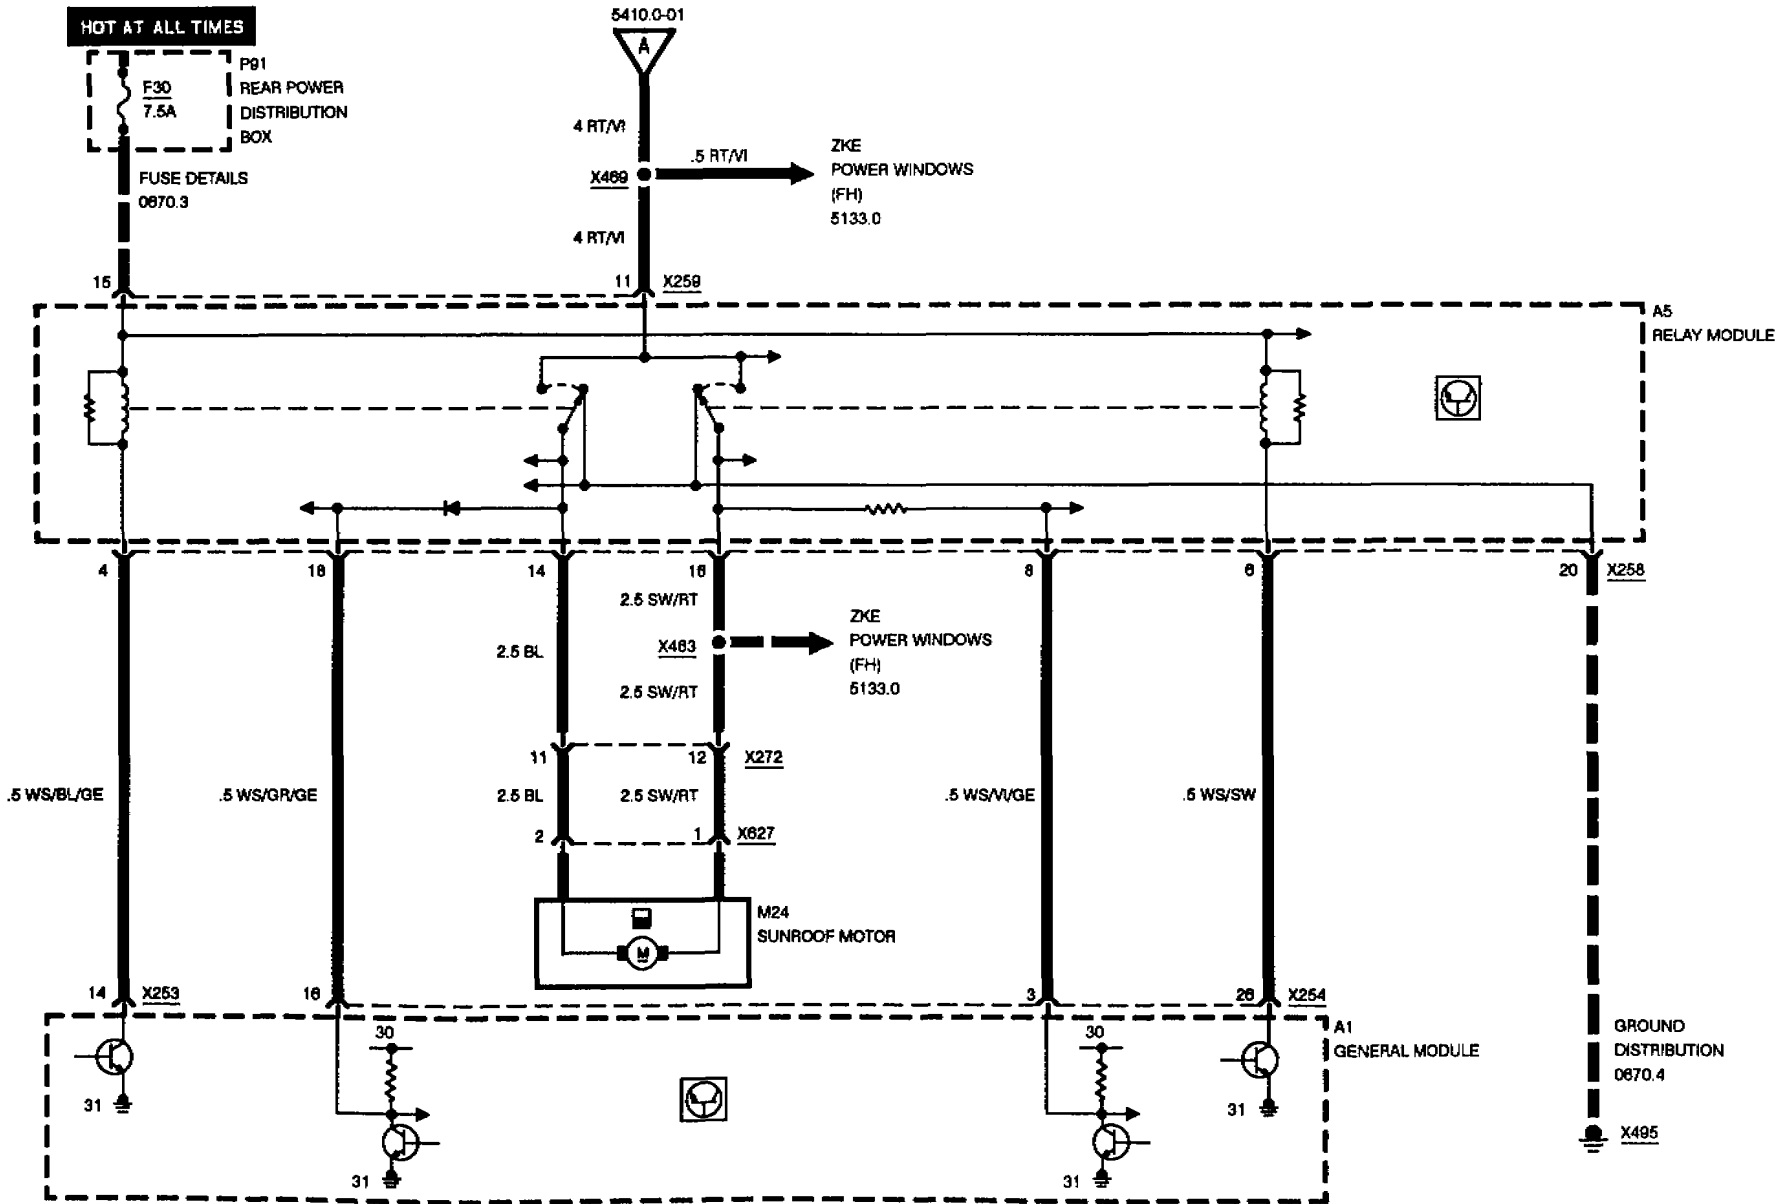 HOT AT ALL TIMES
5410.0-01
A
P91
REAR POWER
DISTRIBUTION
BOX
F30
7.5A
FUSE DETAILS
0670.3
4 RT/VI
.5 RT/VI
X469
ZKE
POWER WINDOWS
(FH)
5133.0
4 RT/VI
15
11
X259
A5
RELAY MODULE
4
18
14
16
8
6
20
X258
2.5 SW/RT
2.5 BL
X463
ZKE
POWER WINDOWS
(FH)
5133.0
2.5 SW/RT
11
12
X272
.5 WS/BL/GE
.5 WS/GR/GE
2.5 BL
2.5 SW/RT
.5 WS/VI/GE
.5 WS/SW
2
1
X627
M24
SUNROOF MOTOR
M
14
X253
16
3
26
X254
30
30
A1
GENERAL MODULE
31
31
31
31
GROUND
DISTRIBUTION
0670.4
X495